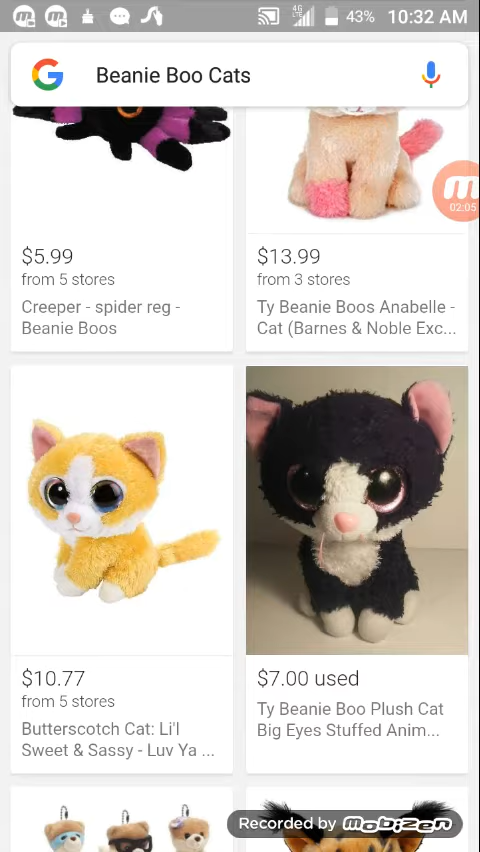 4G
LTE
43% 10:32 AM
Beanie Boo Cats
02:05
$5.99
from 5 stores
Creeper - spider reg -
Beanie Boos
$13.99
from 3 stores
Ty Beanie Boos Anabelle -
Cat (Barnes & Noble Exc...
$10.77
from 5 stores
Butterscotch Cat: Li'l
Sweet & Sassy - Luv Ya ...
$7.00 used
Ty Beanie Boo Plush Cat
Big Eyes Stuffed Anim...
Recorded by Mobizen